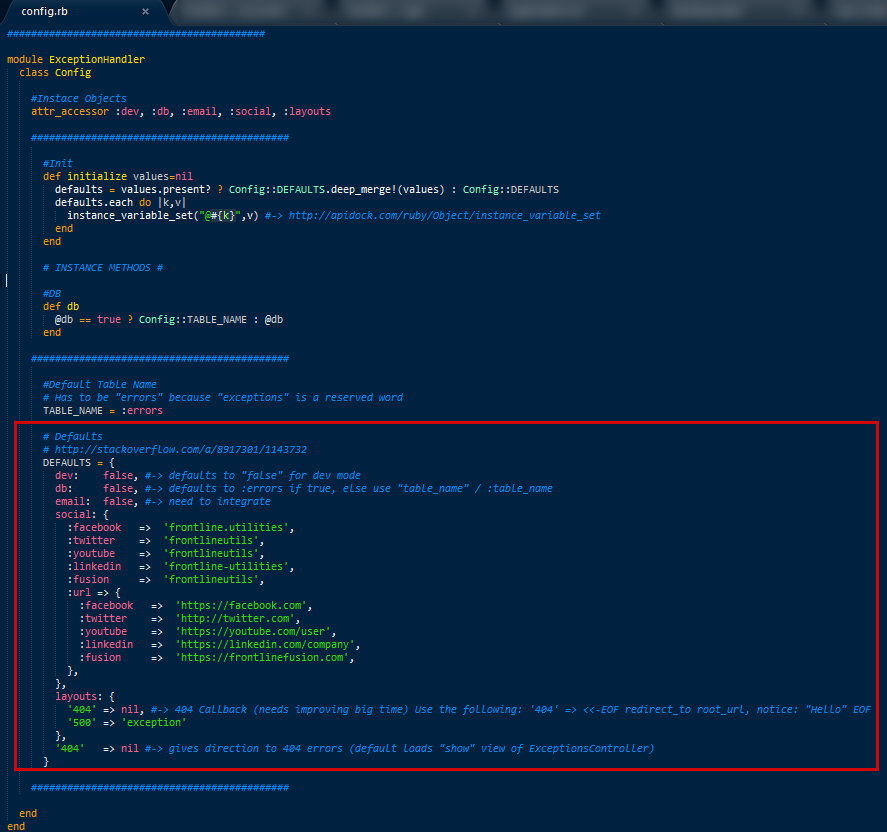 config.rb ×
###########################################
module ExceptionHandler
class Config
#Instace Objects
attr_accessor :dev, :db, :email, :social, :layouts
###########################################
#Init
def initialize values=nil
defaults = values.present? ? Config::DEFAULTS.deep_merge!(values) : Config::DEFAULTS
defaults.each do |k,v|
instance_variable_set("@#{k}",v) #-> http://apidock.com/ruby/Object/instance_variable_set
end
end
# INSTANCE METHODS #
#DB
def db
@db == true ? Config::TABLE_NAME : @db
end
###########################################
#Default Table Name
# Has to be "errors" because "exceptions" is a reserved word
TABLE_NAME = :errors
# Defaults
# http://stackoverflow.com/a/8917301/1143732
DEFAULTS = {
dev: false, #-> defaults to "false" for dev mode
db: false, #-> defaults to :errors if true, else use "table_name" / :table_name
email: false, #-> need to integrate
social: {
:facebook => 'frontline.utilities',
:twitter => 'frontlineutils',
:youtube => 'frontlineutils',
:linkedin => 'frontline-utilities',
:fusion => 'frontlineutils',
:url => {
:facebook => 'https://facebook.com',
:twitter => 'http://twitter.com',
:youtube => 'https://youtube.com/user',
:linkedin => 'https://linkedin.com/company',
:fusion => 'https://frontlinefusion.com',
},
},
layouts: {
'404' => nil, #-> 404 Callback (needs improving big time) Use the following: '404' => <<-EOF redirect_to root_url, notice: "Hello" EOF
'500' => 'exception'
},
'404' => nil #-> gives direction to 404 errors (default loads "show" view of ExceptionsController)
}
###########################################
end
end